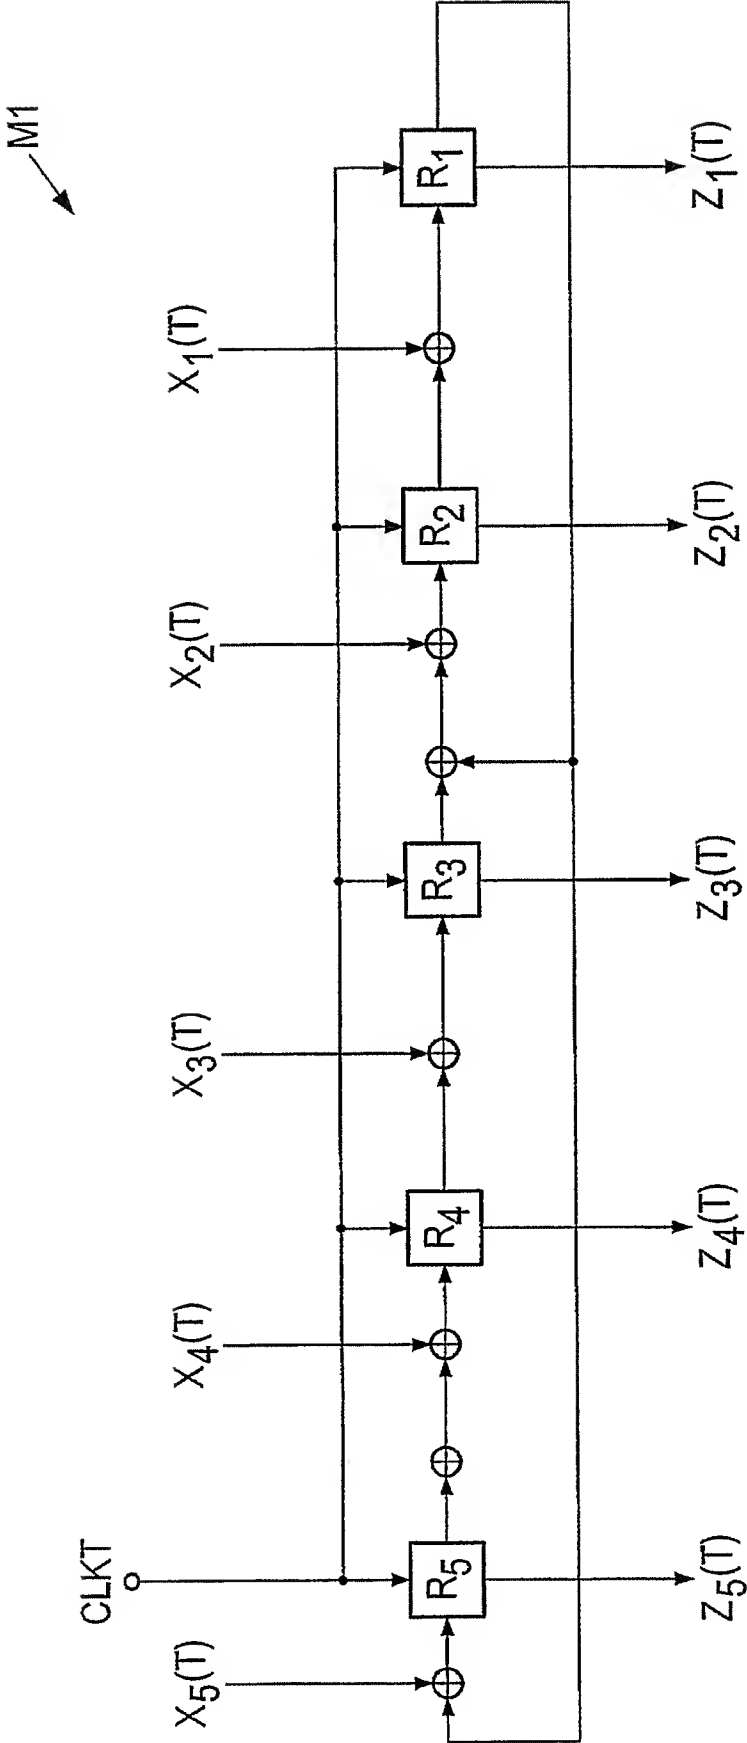 M1
CLKT
X5(T)
X4(T)
X3(T)
X2(T)
X1(T)
R5
R4
R3
R2
R1
Z5(T)
Z4(T)
Z3(T)
Z2(T)
Z1(T)